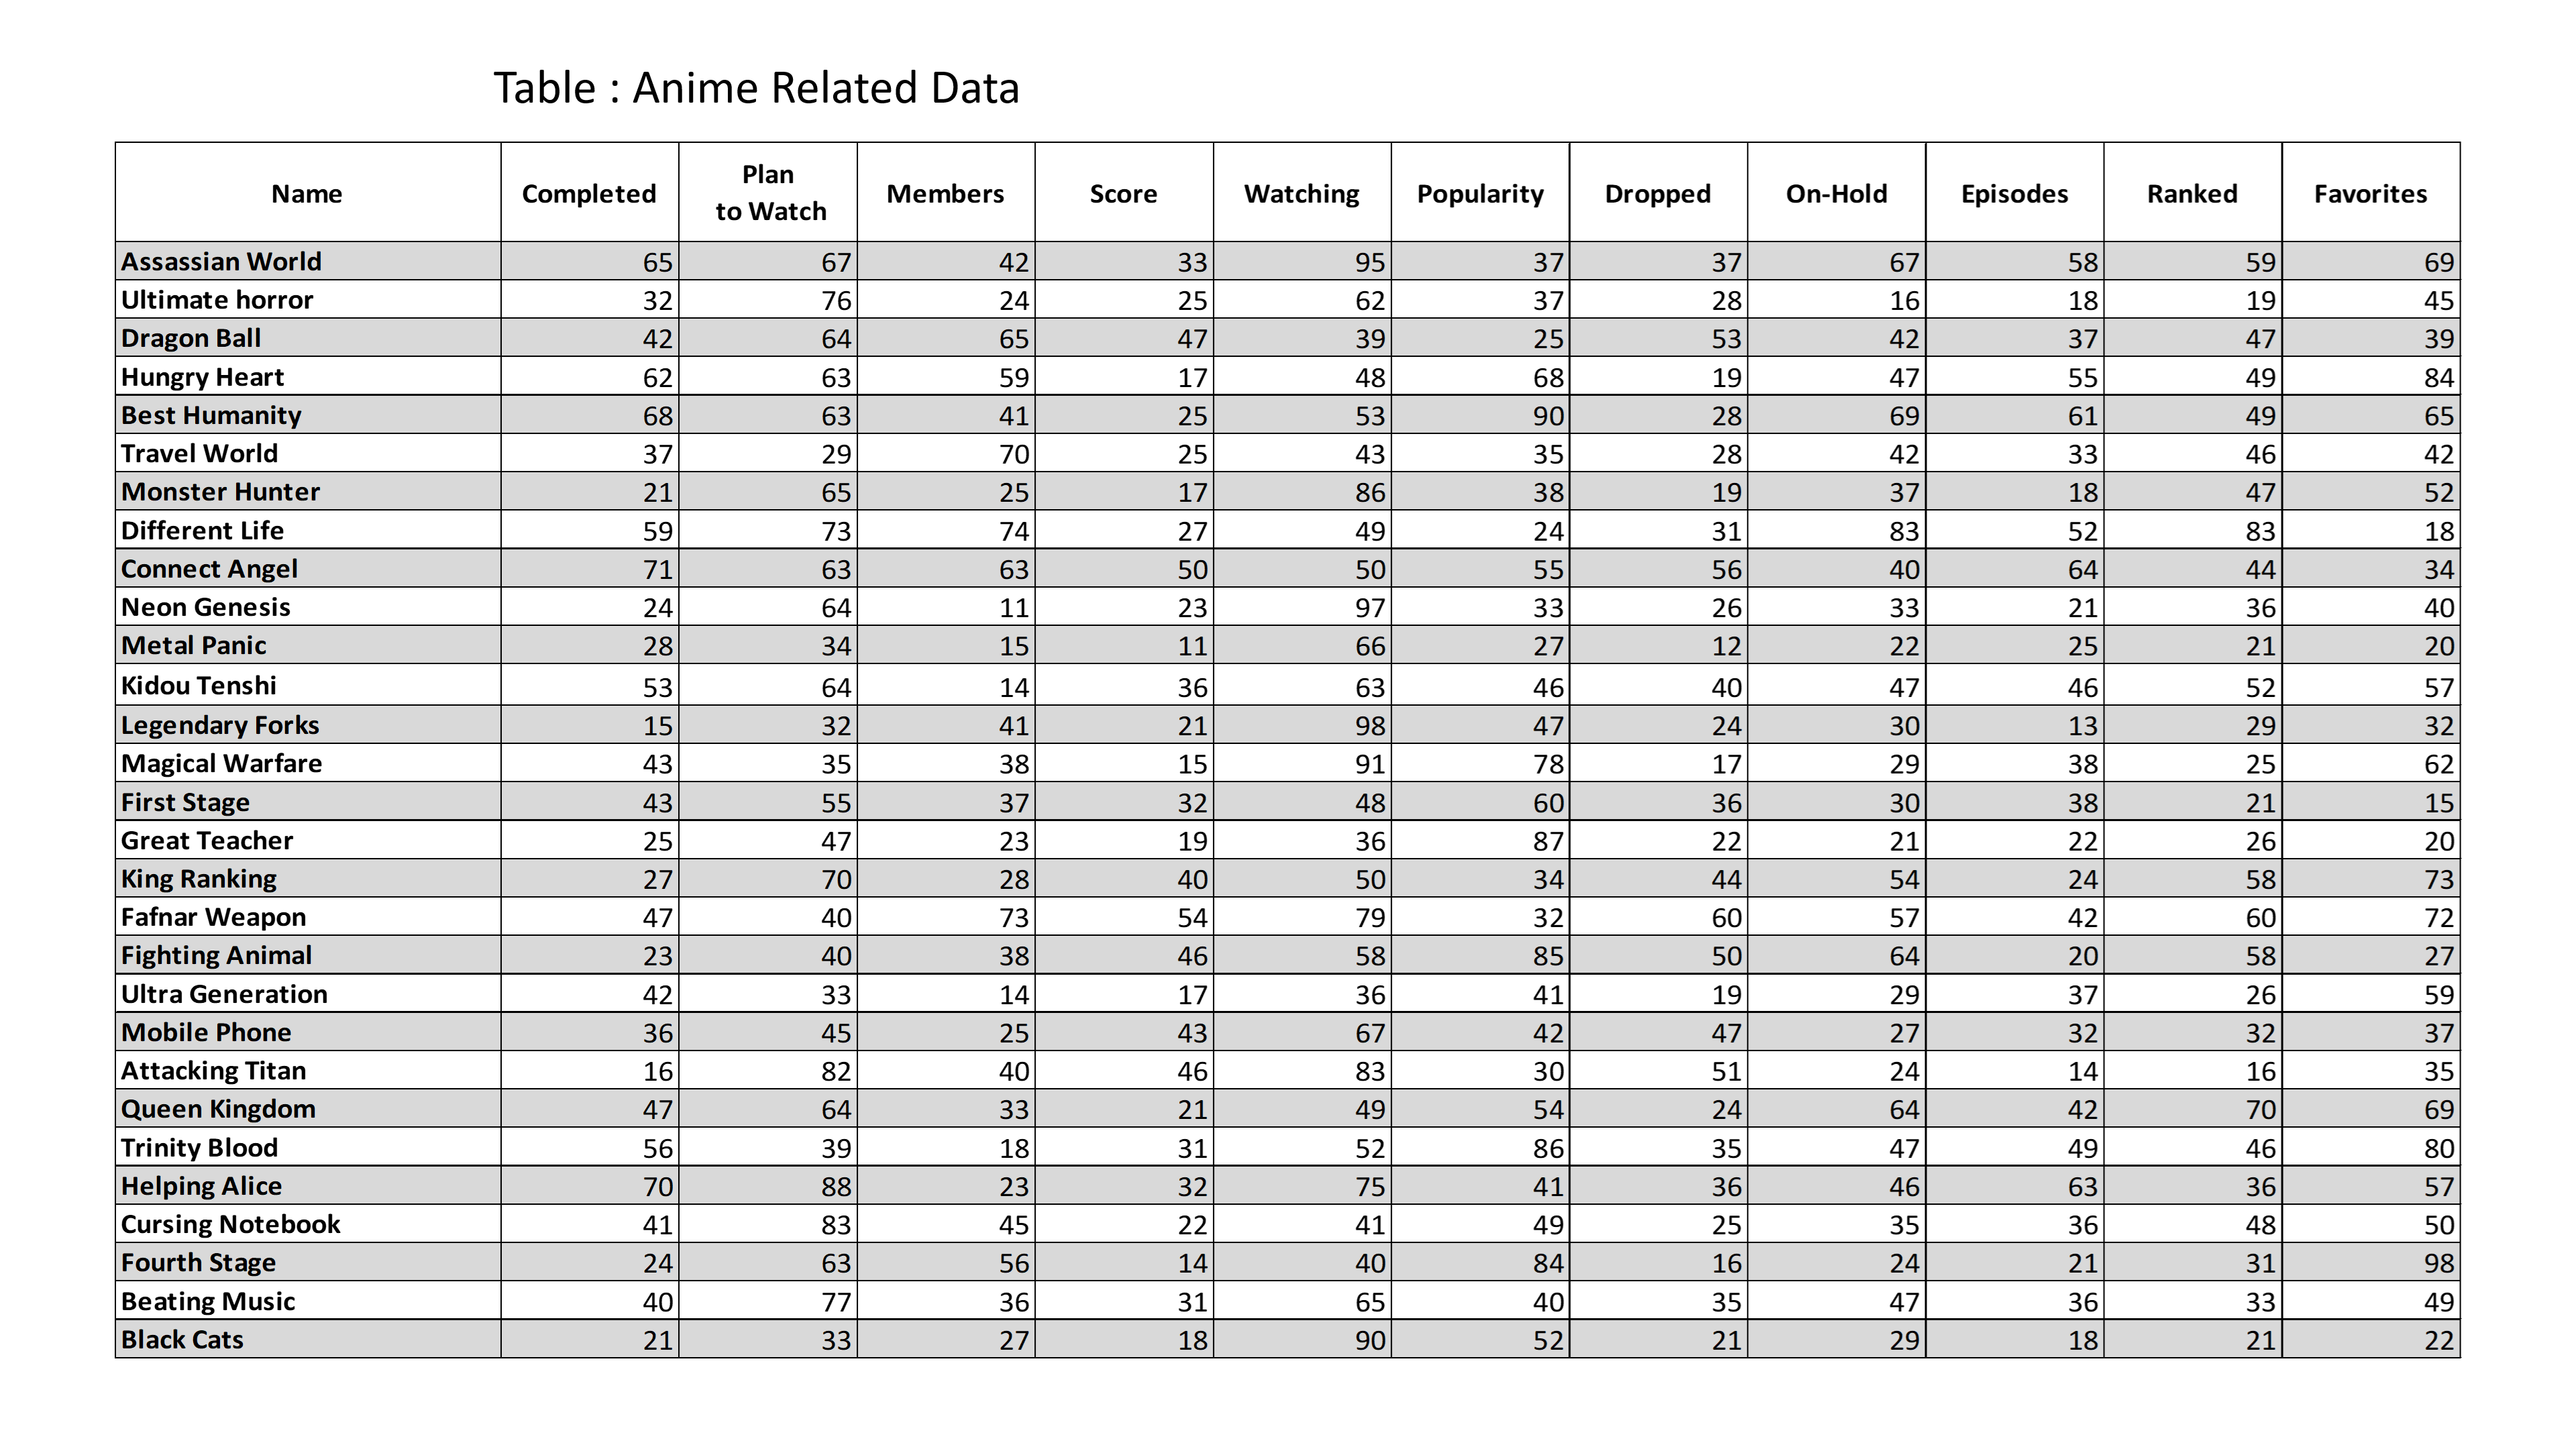 Table : Anime Related Data
Name Completed Plan to Watch Members Score Watching Popularity Dropped On-Hold Episodes Ranked Favorites
Assassian World 65 67 42 33 95 37 37 67 58 59 69
Ultimate horror 32 76 24 25 62 37 28 16 18 19 45
Dragon Ball 42 64 65 47 39 25 53 42 37 47 39
Hungry Heart 62 63 59 17 48 68 19 47 55 49 84
Best Humanity 68 63 41 25 53 90 28 69 61 49 65
Travel World 37 29 70 25 43 35 28 42 33 46 42
Monster Hunter 21 65 25 17 86 38 19 37 18 47 52
Different Life 59 73 74 27 49 24 31 83 52 83 18
Connect Angel 71 63 63 50 50 55 56 40 64 44 34
Neon Genesis 24 64 11 23 97 33 26 33 21 36 40
Metal Panic 28 34 15 11 66 27 12 22 25 21 20
Kidou Tenshi 53 64 14 36 63 46 40 47 46 52 57
Legendary Forks 15 32 41 21 98 47 24 30 13 29 32
Magical Warfare 43 35 38 15 91 78 17 29 38 25 62
First Stage 43 55 37 32 48 60 36 30 38 21 15
Great Teacher 25 47 23 19 36 87 22 21 22 26 20
King Ranking 27 70 28 40 50 34 44 54 24 58 73
Fafnar Weapon 47 40 73 54 79 32 60 57 42 60 72
Fighting Animal 23 40 38 46 58 85 50 64 20 58 27
Ultra Generation 42 33 14 17 36 41 19 29 37 26 59
Mobile Phone 36 45 25 43 67 42 47 27 32 32 37
Attacking Titan 16 82 40 46 83 30 51 24 14 16 35
Queen Kingdom 47 64 33 21 49 54 24 64 42 70 69
Trinity Blood 56 39 18 31 52 86 35 47 49 46 80
Helping Alice 70 88 23 32 75 41 36 46 63 36 57
Cursing Notebook 41 83 45 22 41 49 25 35 36 48 50
Fourth Stage 24 63 56 14 40 84 16 24 21 31 98
Beating Music 40 77 36 31 65 40 35 47 36 33 49
Black Cats 21 33 27 18 90 52 21 29 18 21 22